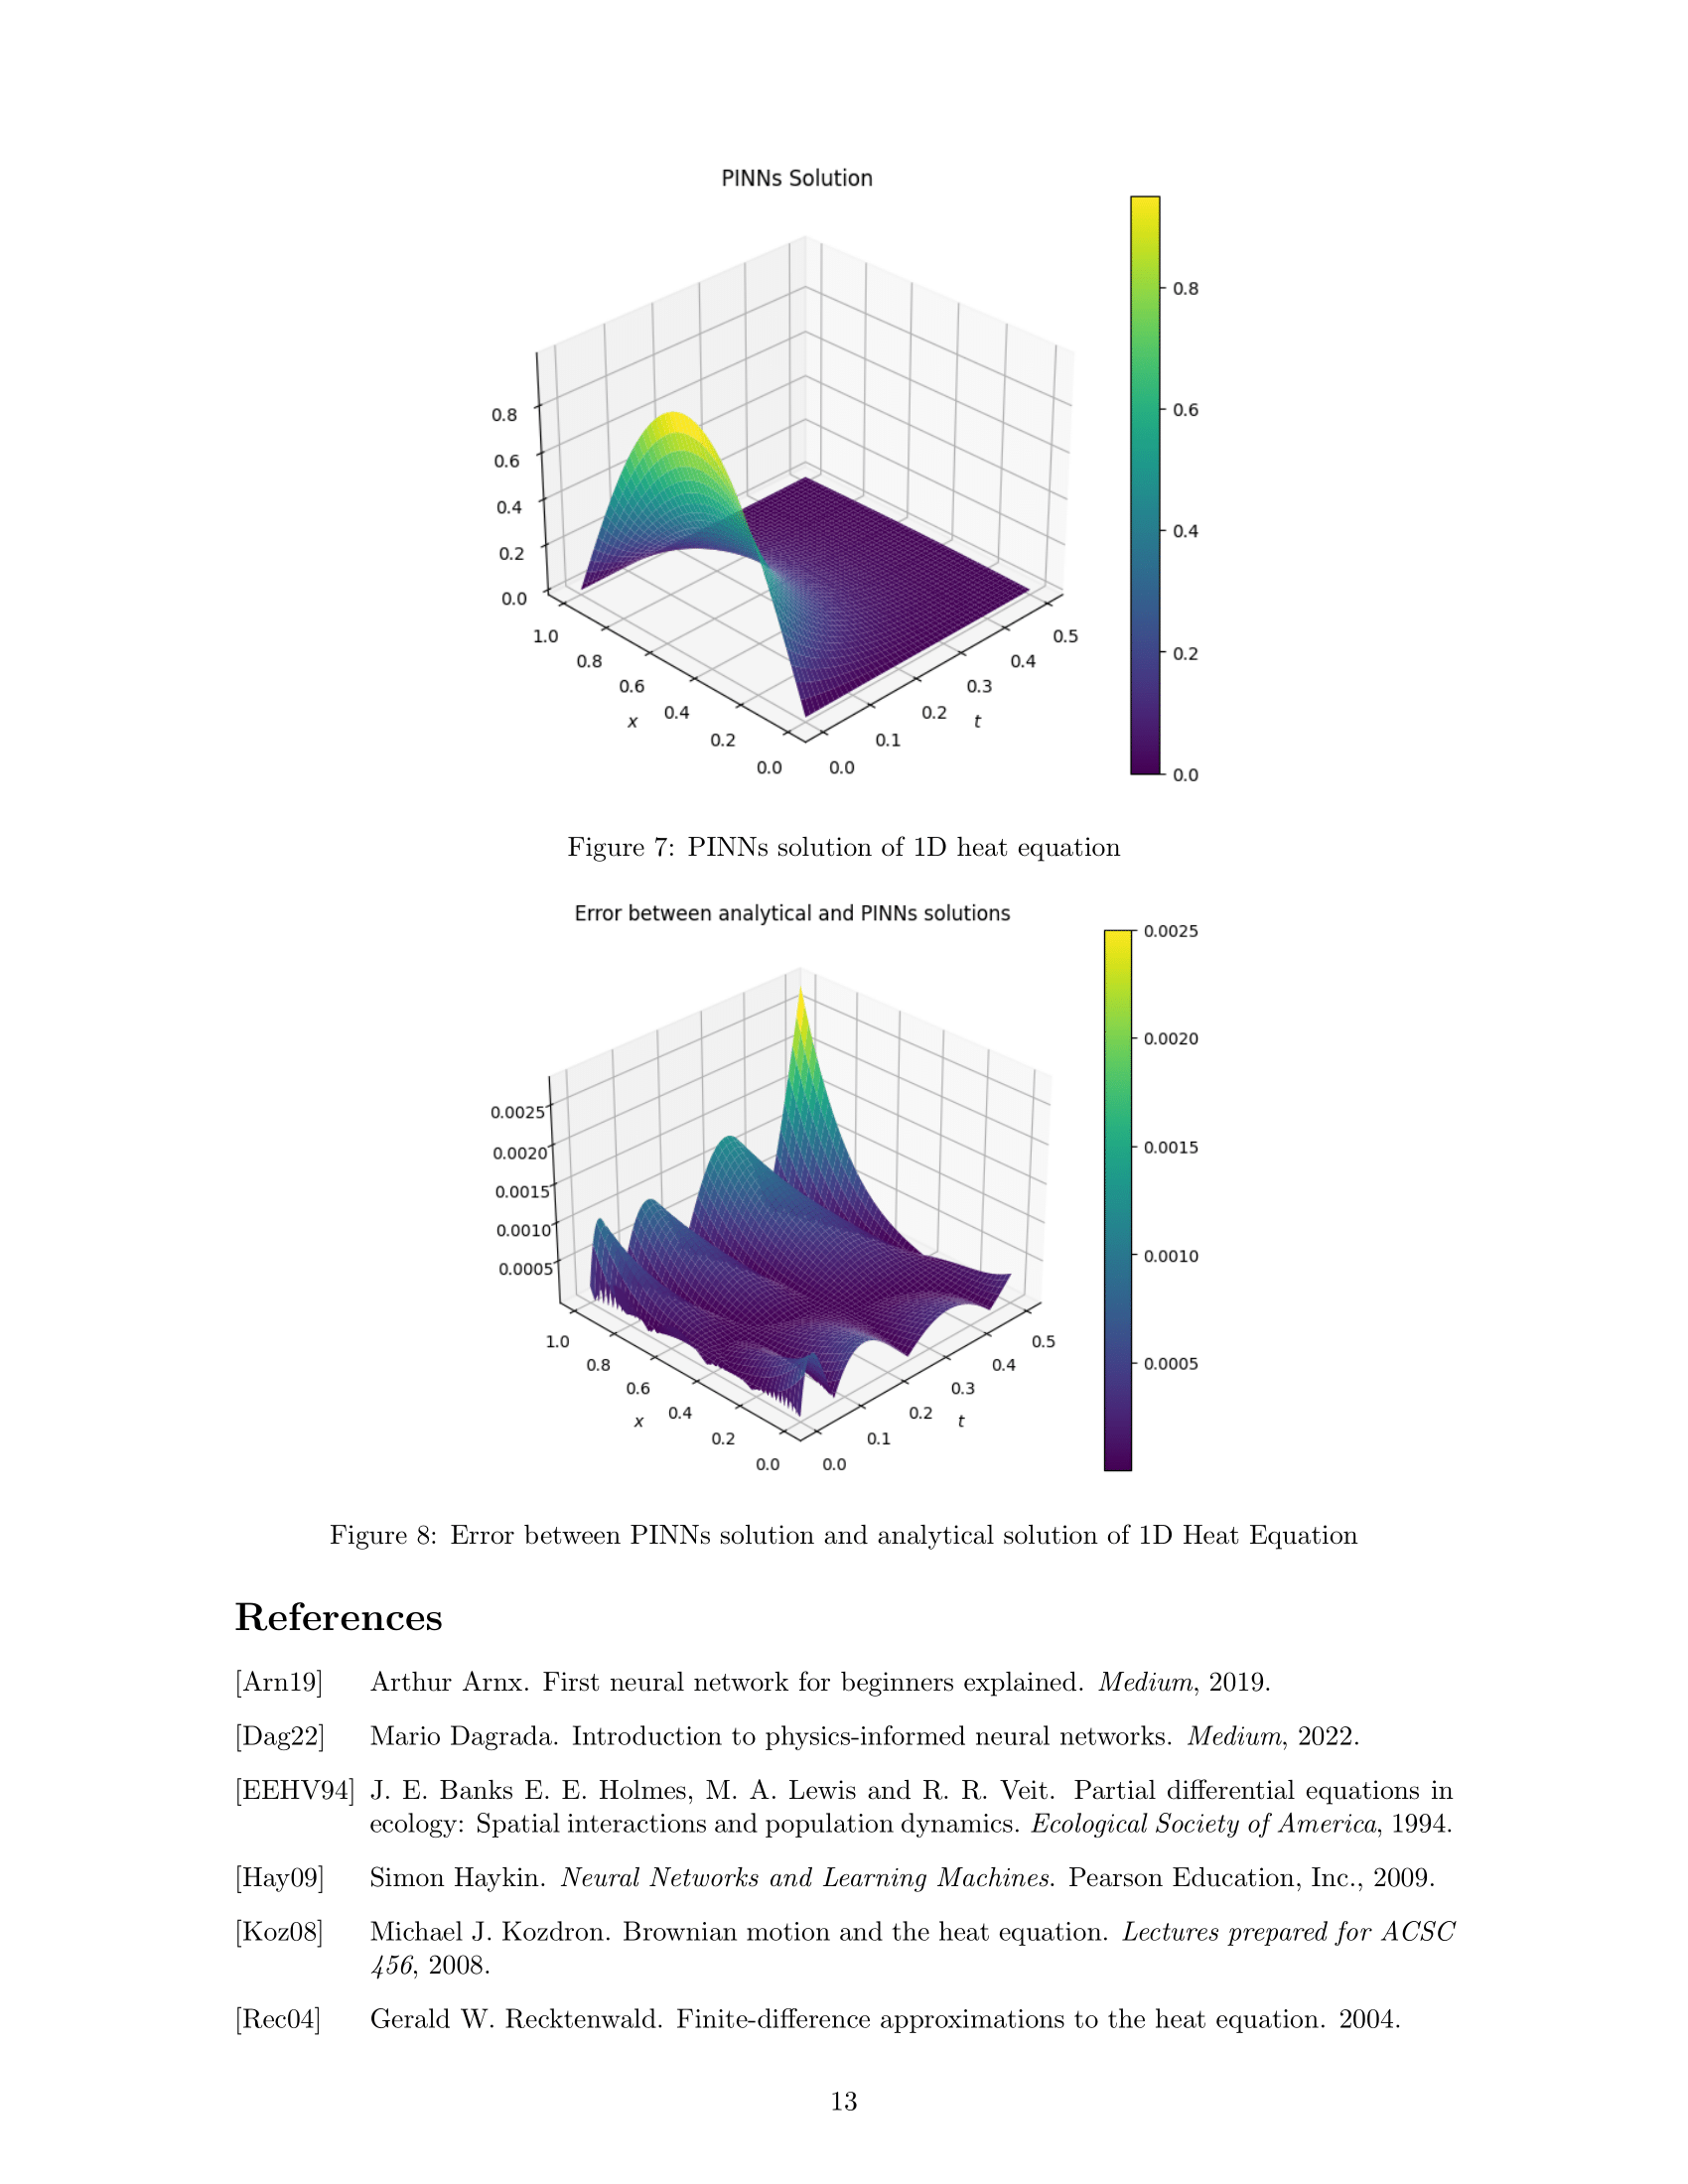 PINNs Solution
0.8
0.6
0.4
0.2
0.0
1.0
0.8
0.6
0.4
0.2
0.0
x
0.0
0.1
0.2
0.3
0.4
0.5
t
0.8
0.6
0.4
0.2
0.0
Figure 7: PINNs solution of 1D heat equation
Error between analytical and PINNs solutions
0.0025
0.0020
0.0015
0.0010
0.0005
1.0
0.8
0.6
0.4
0.2
0.0
x
0.0
0.1
0.2
0.3
0.4
0.5
t
0.0025
0.0020
0.0015
0.0010
0.0005
Figure 8: Error between PINNs solution and analytical solution of 1D Heat Equation
References
[Arn19] Arthur Arnx. First neural network for beginners explained. Medium, 2019.
[Dag22] Mario Dagrada. Introduction to physics-informed neural networks. Medium, 2022.
[EEHV94] J. E. Banks E. E. Holmes, M. A. Lewis and R. R. Veit. Partial differential equations in
ecology: Spatial interactions and population dynamics. Ecological Society of America, 1994.
[Hay09] Simon Haykin. Neural Networks and Learning Machines. Pearson Education, Inc., 2009.
[Koz08] Michael J. Kozdron. Brownian motion and the heat equation. Lectures prepared for ACSC
456, 2008.
[Rec04] Gerald W. Recktenwald. Finite-difference approximations to the heat equation. 2004.
13